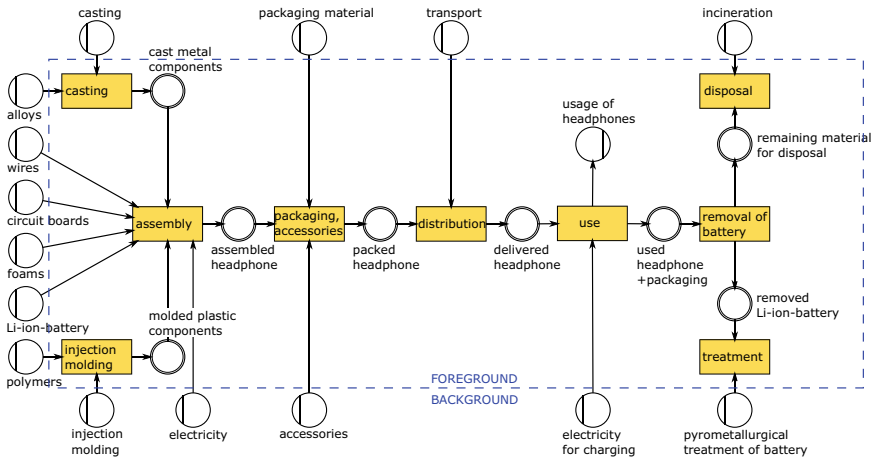 casting
packaging material
transport
incineration
cast metal
components
casting
disposal
alloys
usage of
headphones
remaining material
for disposal
wires
circuit boards
assembly
packaging,
accessories
distribution
use
removal of
battery
foams
assembled
headphone
packed
headphone
delivered
headphone
used
headphone
+packaging
Li-ion-battery
molded plastic
components
removed
Li-ion-battery
polymers
injection
molding
treatment
FOREGROUND
BACKGROUND
injection
molding
electricity
accessories
electricity
for charging
pyrometallurgical
treatment of battery